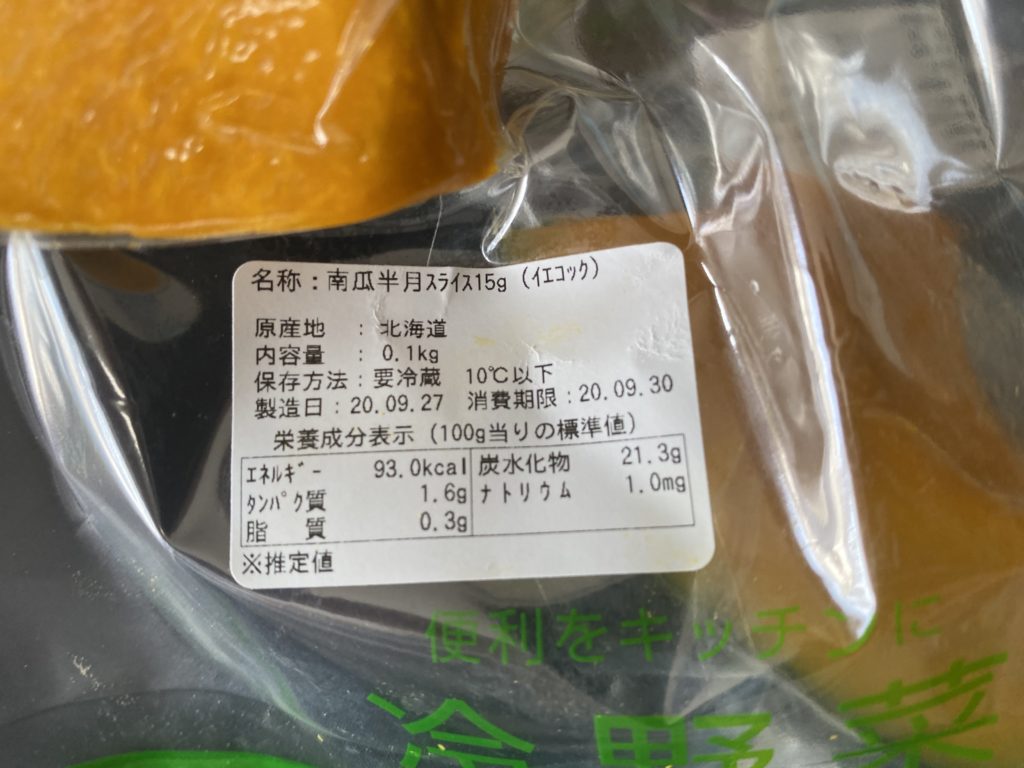 名称：南瓜半月ｽﾗｲｽ15g（ｲｴｺｯｸ）
原産地　：北海道
内容量　：0.1kg
保存方法：要冷蔵　10℃以下
製造日：20.09.27　消費期限：20.09.30
栄養成分表示（100g当りの標準値）
ｴﾈﾙｷﾞｰ　93.0kcal　炭水化物　21.3g
ﾀﾝﾊﾟｸ質　1.6g　ナトリウム　1.0mg
脂　質　0.3g
※推定値
便利をキッチンに
冷野菜